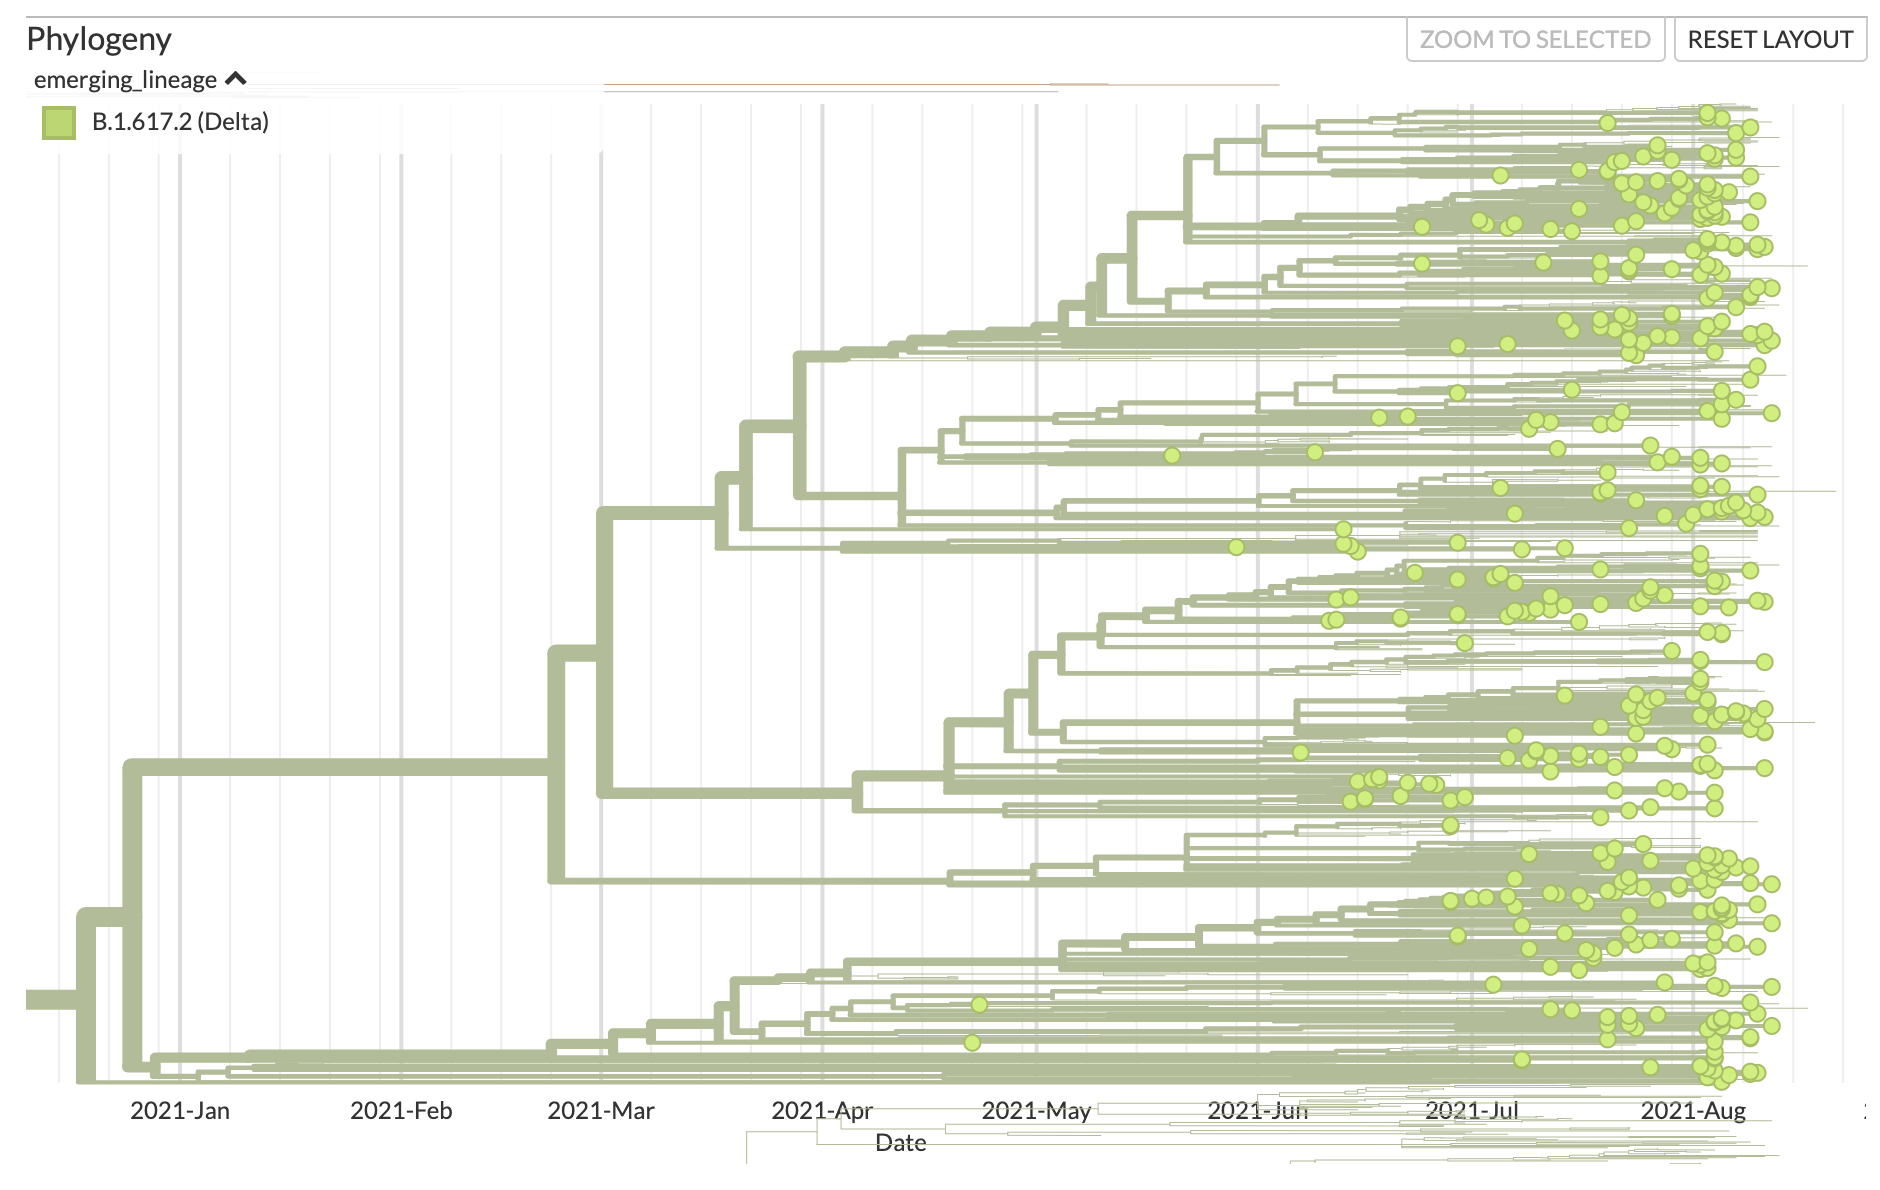 Phylogeny
ZOOM TO SELECTED
RESET LAYOUT
emerging_lineage
B.1.617.2 (Delta)
2021-Jan 2021-Feb 2021-Mar 2021-Apr 2021-May 2021-Jun 2021-Jul 2021-Aug
Date